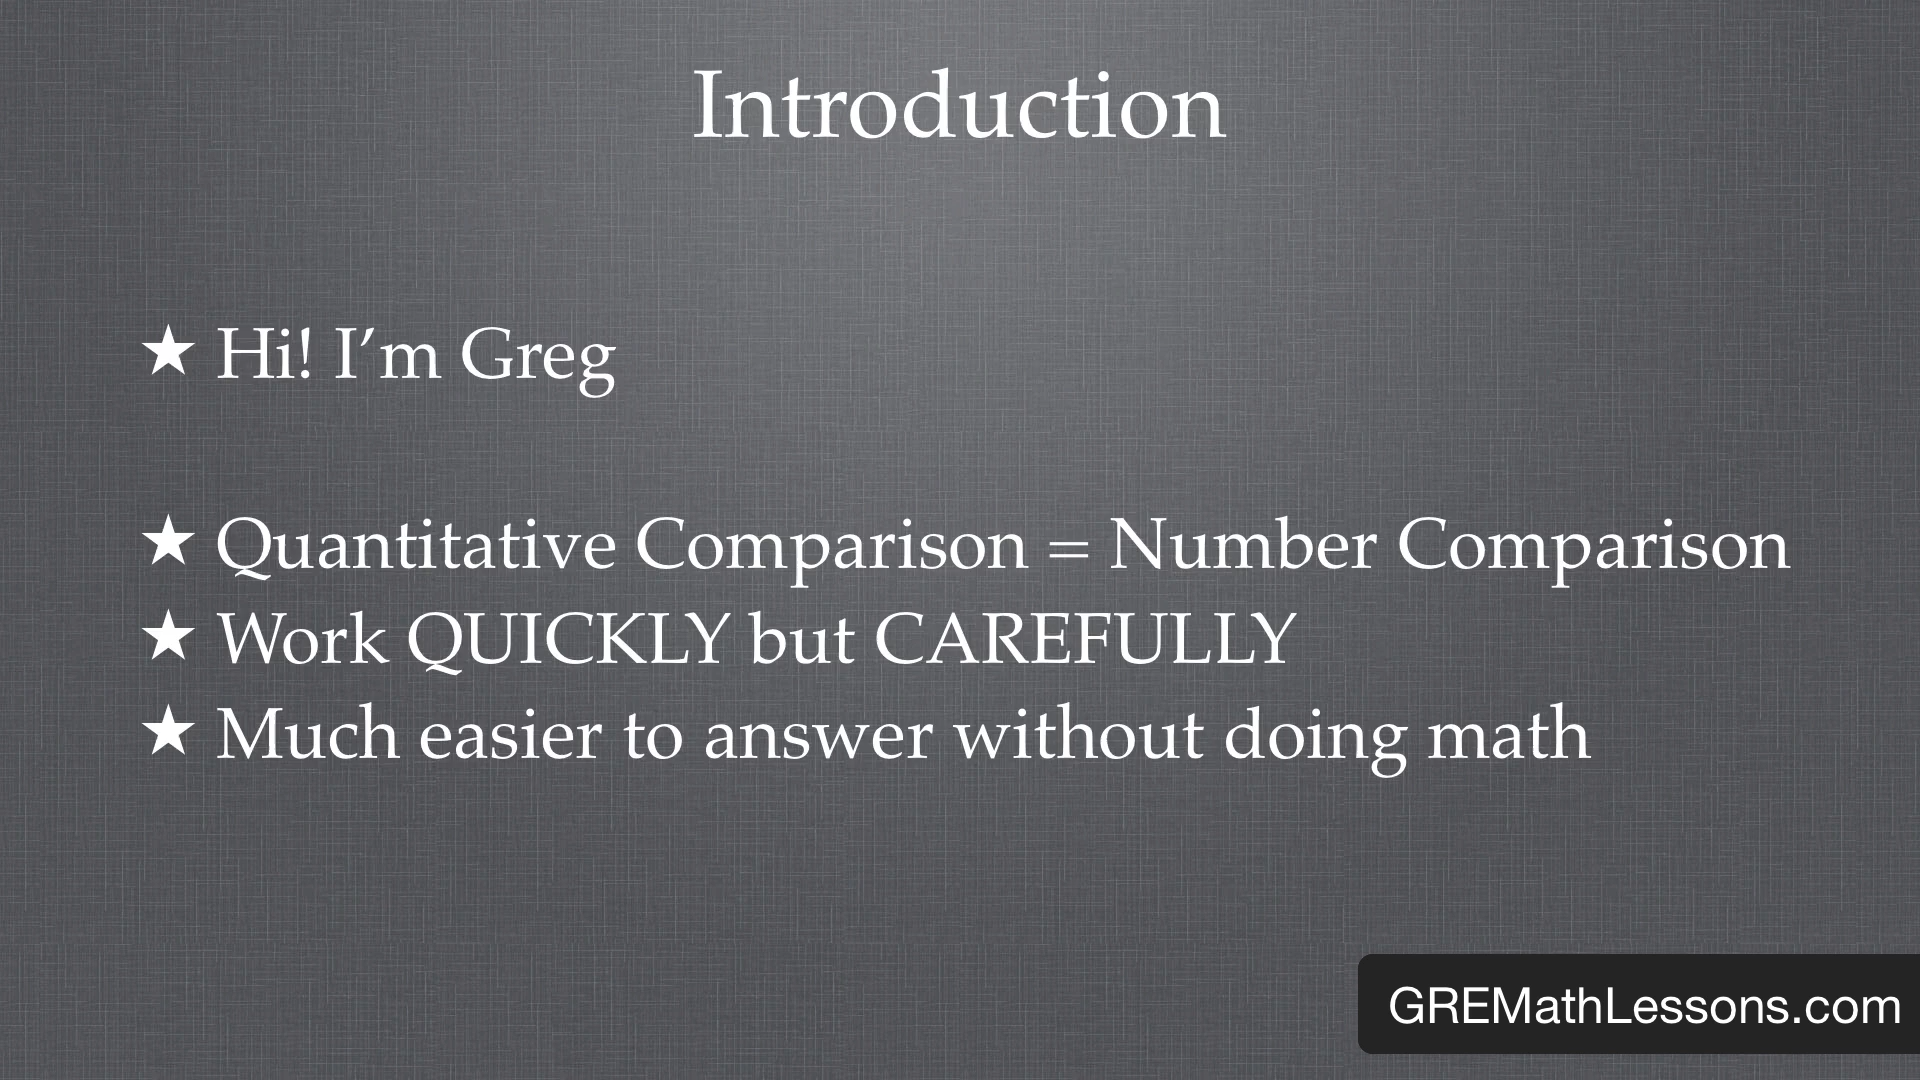 Introduction
★ Hi! I’m Greg
★ Quantitative Comparison = Number Comparison
★ Work QUICKLY but CAREFULLY
★ Much easier to answer without doing math
GREMathLessons.com